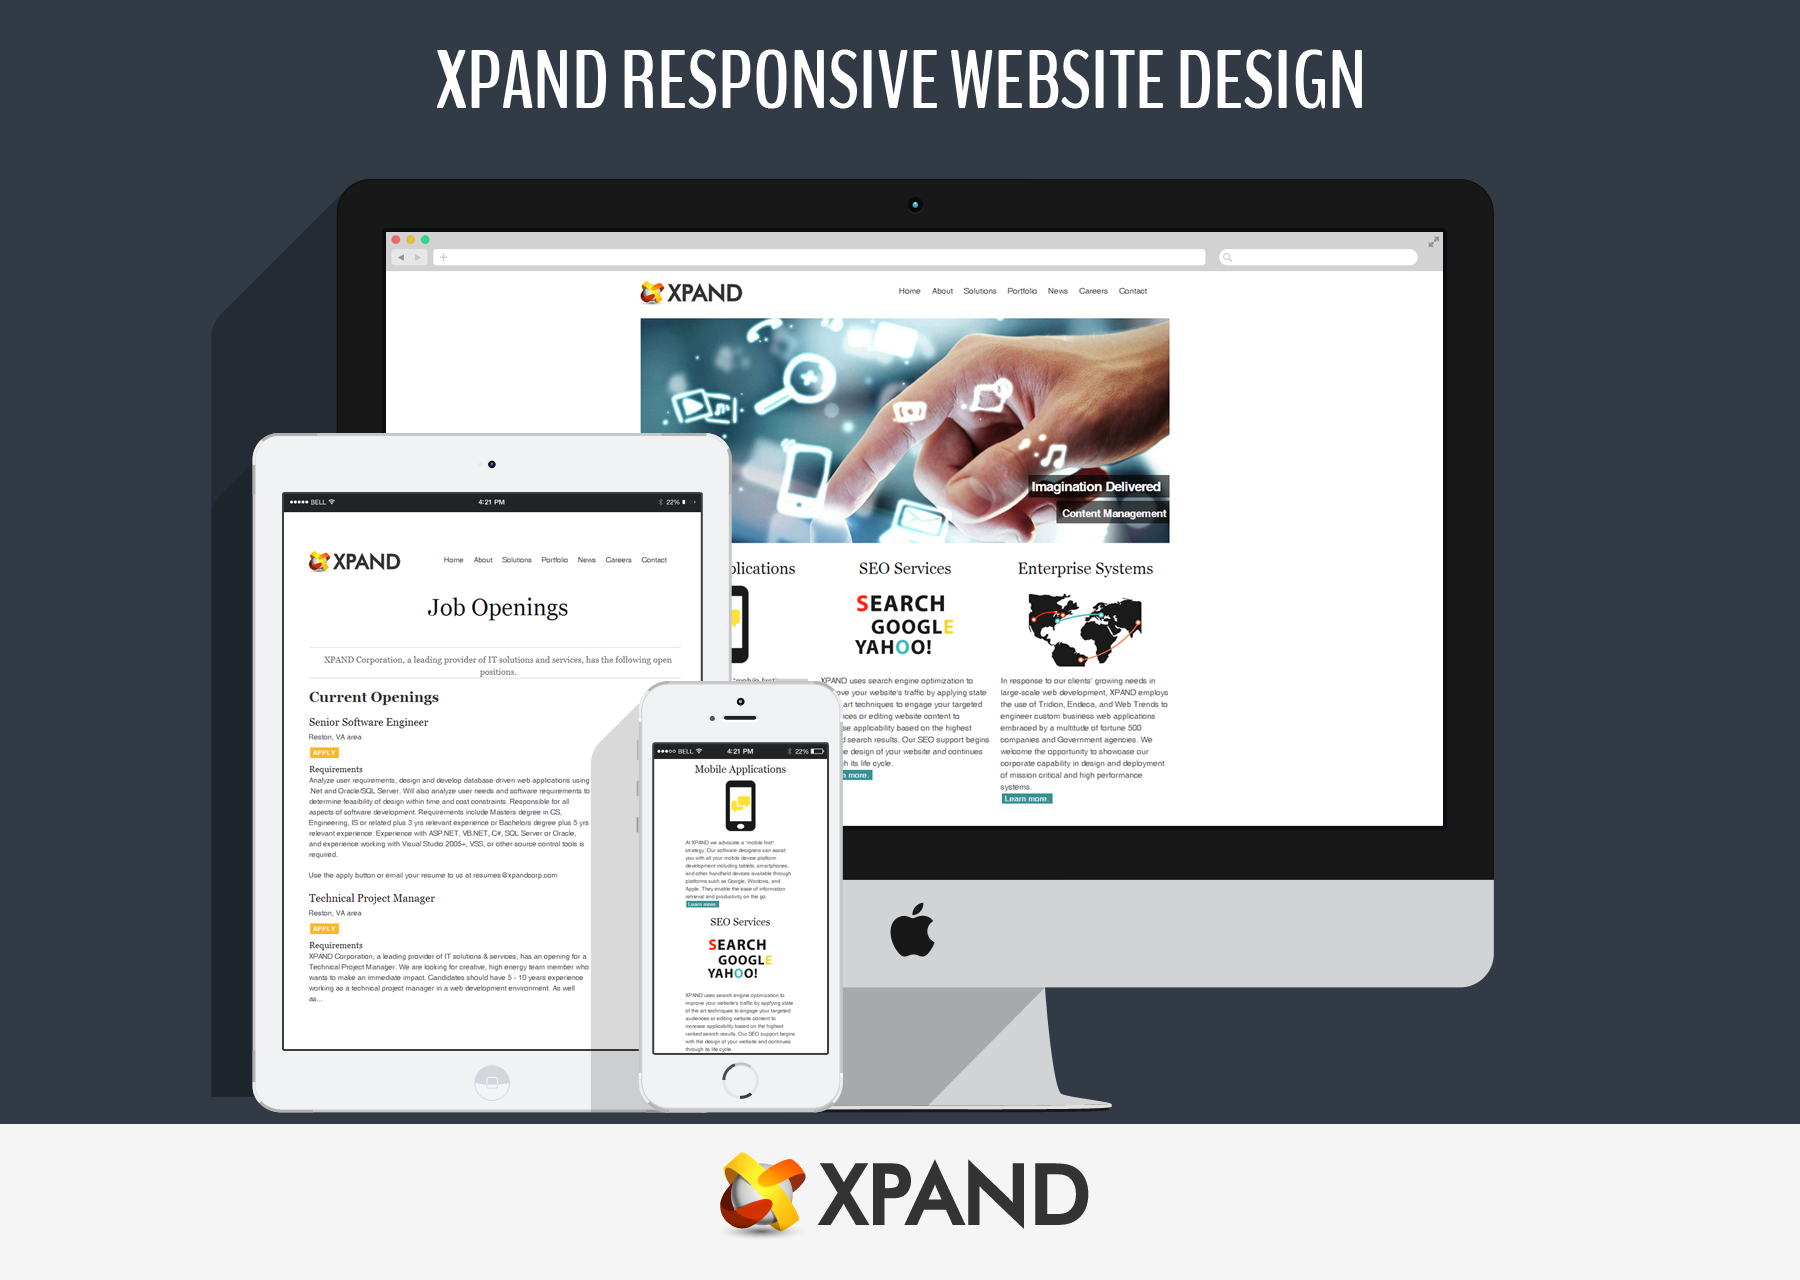 XPAND RESPONSIVE WEBSITE DESIGN
XPAND
Home About Solutions Portfolio News Careers Contact
Imagination Delivered
Content Management
plications
SEO Services
SEARCH
GOOGLE
YAHOO!
XPAND uses search engine optimization to
ove your website's traffic by applying state
art techniques to engage your targeted
nces or editing website content to
se applicability based on the highest
d search results. Our SEO support begins
e design of your website and continues
gh its life cycle.
n more.
Enterprise Systems
In response to our clients' growing needs in
large-scale web development, XPAND employs
the use of Tridion, Endeca, and Web Trends to
engineer custom business web applications
embraced by a multitude of fortune 500
companies and Government agencies. We
welcome the opportunity to showcase our
corporate capability in design and deployment
of mission critical and high performance
systems.
Learn more.
"mobile first"
BELL 4:21 PM 22%
XPAND
Home About Solutions Portfolio News Careers Contact
Job Openings
XPAND Corporation, a leading provider of IT solutions and services, has the following open
positions.
Current Openings
Senior Software Engineer
Reston, VA area
APPLY
Requirements
Analyze user requirements, design and develop database driven web applications using
.Net and Oracle/SQL Server. Will also analyze user needs and software requirements to
determine feasibility of design within time and cost constraints. Responsible for all
aspects of software development. Requirements include Masters degree in CS,
Engineering, IS or related plus 3 yrs relevant experience or Bachelors degree plus 5 yrs
relevant experience. Experience with ASP.NET, VB.NET, C#, SQL Server or Oracle,
and experience working with Visual Studio 2005+, VSS, or other source control tools is
required.
Use the apply button or email your resume to us at resumes@xpandcorp.com
Technical Project Manager
Reston, VA area
APPLY
Requirements
XPAND Corporation, a leading provider of IT solutions & services, has an opening for a
Technical Project Manager. We are looking for creative, high energy team member who
wants to make an immediate impact. Candidates should have 5 - 10 years experience
working as a technical project manager in a web development environment. As well
as...
BELL 4:21 PM 22%
Mobile Applications
At XPAND we advocate a "mobile first"
strategy. Our software designers can assist
you with all your mobile device platform
development including tablets, smartphones,
and other handheld devices available through
platforms such as Google, Windows, and
Apple. They enable the ease of information
retrieval and productivity on the go.
Learn more.
SEO Services
SEARCH
GOOGLE
YAHOO!
XPAND uses search engine optimization to
improve your website's traffic by applying state
of the art techniques to engage your targeted
audiences or editing website content to
increase applicability based on the highest
ranked search results. Our SEO support begins
with the design of your website and continues
through its life cycle.
XPAND